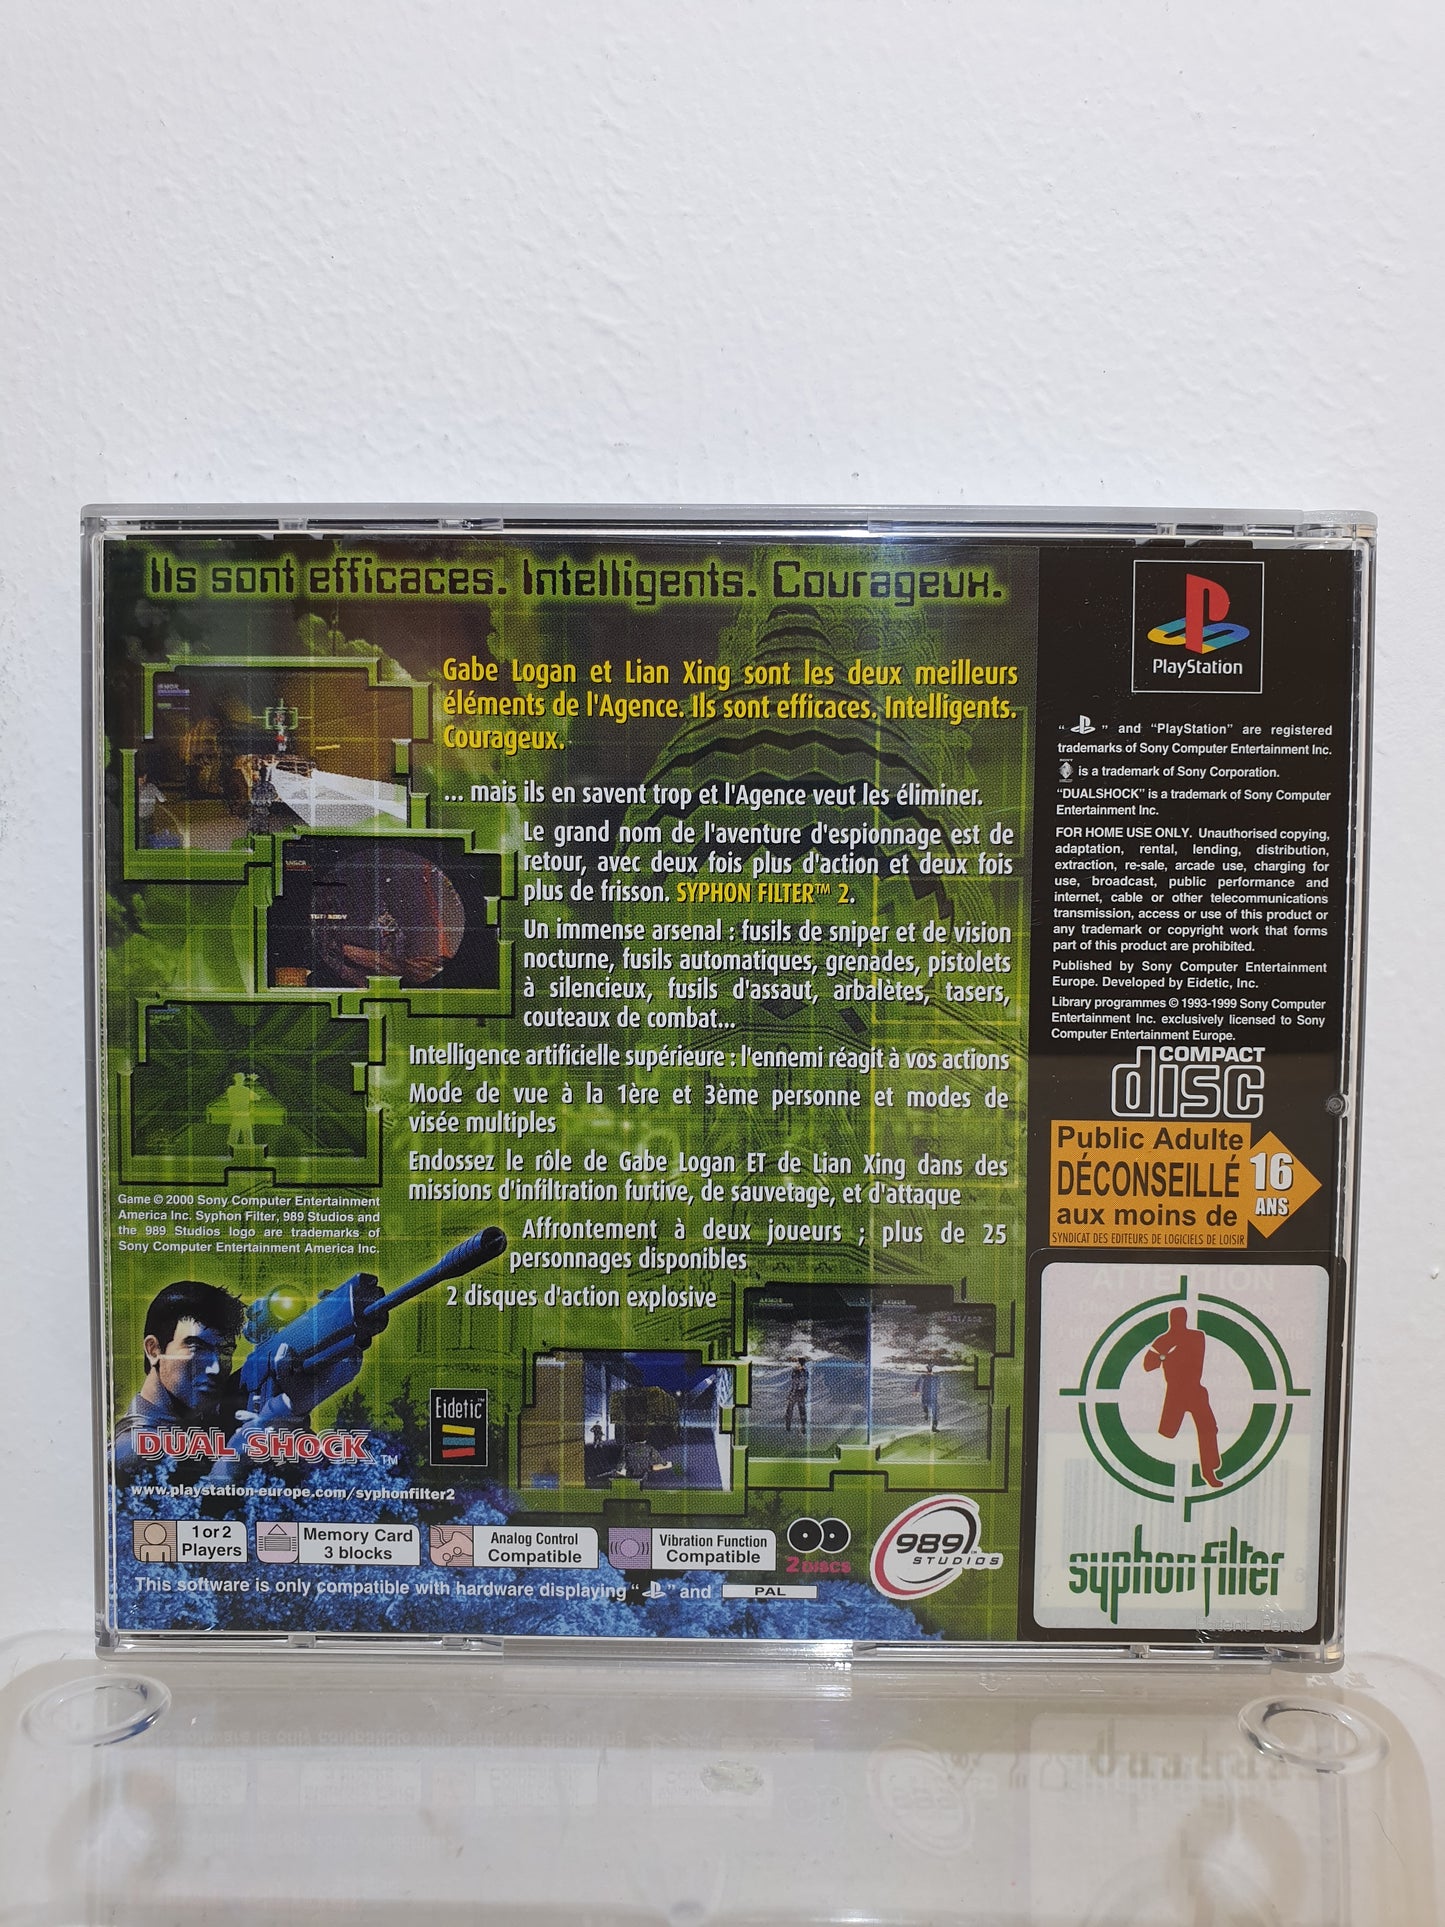 Ils sont efficaces. Intelligents. Courageux.
Gabe Logan et Lian Xing sont les deux meilleurs
éléments de l'Agence. Ils sont efficaces. Intelligents.
Courageux.
... mais ils en savent trop et l'Agence veut les éliminer.
Le grand nom de l'aventure d'espionnage est de
retour, avec deux fois plus d'action et deux fois
plus de frisson. SYPHON FILTER™ 2.
Un immense arsenal : fusils de sniper et de vision
nocturne, fusils automatiques, grenades, pistolets
à silencieux, fusils d'assaut, arbalètes, tasers,
couteaux de combat...
Intelligence artificielle supérieure : l'ennemi réagit à vos actions
Mode de vue à la 1ère et 3ème personne et modes de
visée multiples
Endossez le rôle de Gabe Logan ET de Lian Xing dans des
missions d'infiltration furtive, de sauvetage, et d'attaque
Affrontement à deux joueurs ; plus de 25
personnages disponibles
2 disques d'action explosive
Game © 2000 Sony Computer Entertainment
America Inc. Syphon Filter, 989 Studios and
the 989 Studios logo are trademarks of
Sony Computer Entertainment America Inc.
Eidetic™
DUAL SHOCK™
www.playstation-europe.com/syphonfilter2
1 or 2
Players
Memory Card
3 blocks
Analog Control
Compatible
Vibration Function
Compatible
2 DISCS
989™
STUDIOS
This software is only compatible with hardware displaying " " and PAL
PlayStation
" " and "PlayStation" are registered
trademarks of Sony Computer Entertainment Inc.
is a trademark of Sony Corporation.
"DUALSHOCK" is a trademark of Sony Computer
Entertainment Inc.
FOR HOME USE ONLY. Unauthorised copying,
adaptation, rental, lending, distribution,
extraction, re-sale, arcade use, charging for
use, broadcast, public performance and
internet, cable or other telecommunications
transmission, access or use of this product or
any trademark or copyright work that forms
part of this product are prohibited.
Published by Sony Computer Entertainment
Europe. Developed by Eidetic, Inc.
Library programmes © 1993-1999 Sony Computer
Entertainment Inc. exclusively licensed to Sony
Computer Entertainment Europe.
COMPACT
disc
Public Adulte
DÉCONSEILLÉ
aux moins de
16
ANS
SYNDICAT DES EDITEURS DE LOGICIELS DE LOISIR
ATTENTION
syphon filter